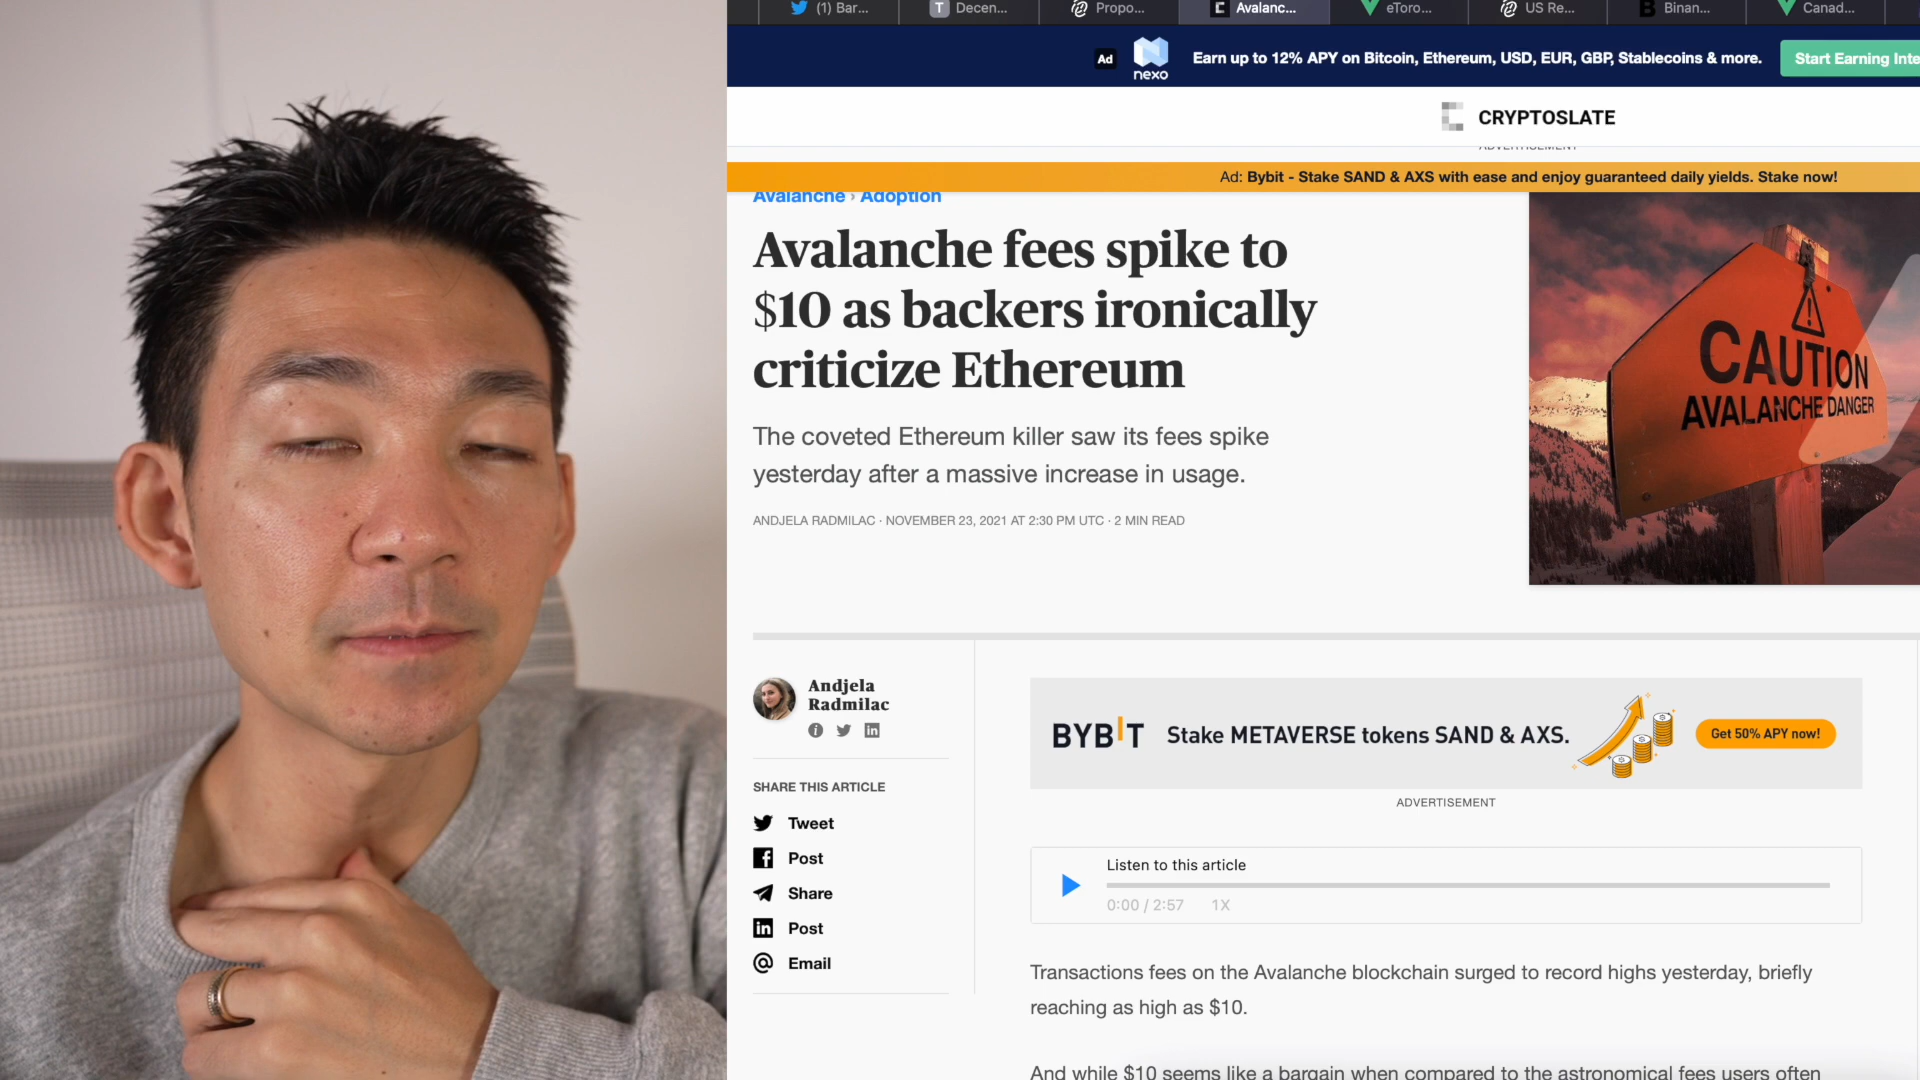 (1) Bar...
T Decen...
Propo...
Avalanc...
eToro...
US Re...
Binan...
Canad...
Ad
nexo
Earn up to 12% APY on Bitcoin, Ethereum, USD, EUR, GBP, Stablecoins & more.
Start Earning Inte
CRYPTOSLATE
ADVERTISEMENT
Ad: Bybit - Stake SAND & AXS with ease and enjoy guaranteed daily yields. Stake now!
Avalanche › Adoption
Avalanche fees spike to
$10 as backers ironically
criticize Ethereum
The coveted Ethereum killer saw its fees spike
yesterday after a massive increase in usage.
ANDJELA RADMILAC · NOVEMBER 23, 2021 AT 2:30 PM UTC · 2 MIN READ
CAUTION
AVALANCHE DANGER
Andjela
Radmilac
SHARE THIS ARTICLE
Tweet
Post
Share
Post
Email
BYBIT
Stake METAVERSE tokens SAND & AXS.
Get 50% APY now!
ADVERTISEMENT
Listen to this article
0:00 / 2:57 1X
Transactions fees on the Avalanche blockchain surged to record highs yesterday, briefly
reaching as high as $10.
And while $10 seems like a bargain when compared to the astronomical fees users often